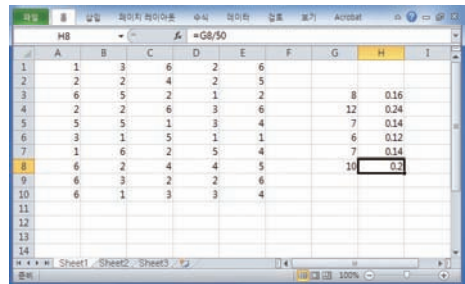 파일 홈 삽입 페이지 레이아웃 수식 데이터 검토 보기 Acrobat
H8 fx =G8/50
A B C D E F G H I
1 1 3 6 2 6
2 2 2 4 2 5
3 6 5 2 1 2 8 0.16
4 2 2 6 3 6 12 0.24
5 5 5 1 3 4 7 0.14
6 3 1 5 1 1 6 0.12
7 1 6 2 5 4 7 0.14
8 6 2 4 4 5 10 0.2
9 6 3 2 2 6
10 6 1 3 3 4
11
12
13
14
Sheet1 Sheet2 Sheet3
준비 100%